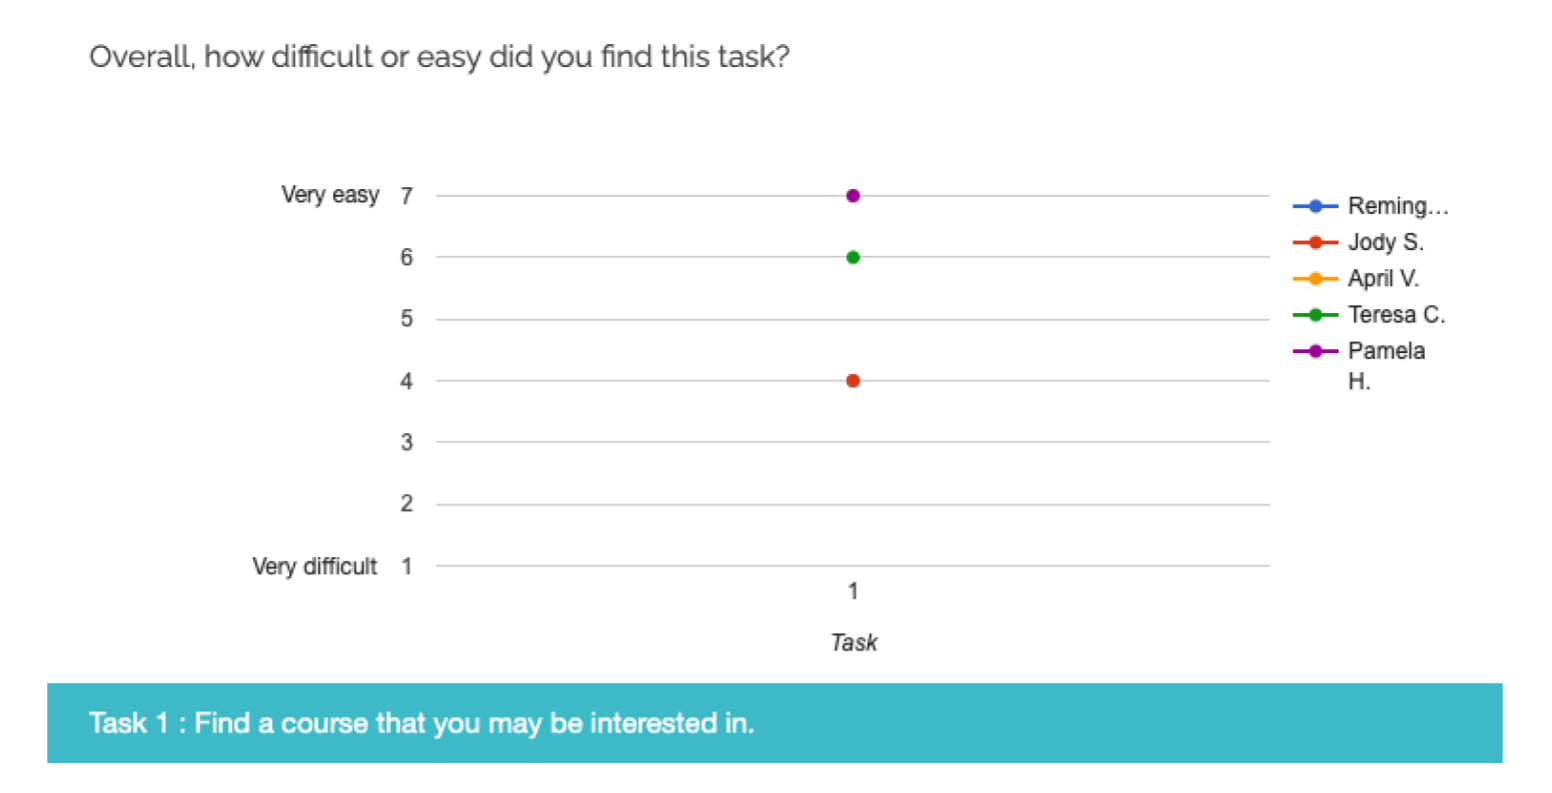 Overall, how difficult or easy did you find this task?
Very easy 7
6
5
4
3
2
Very difficult 1
1
Task
Reming...
Jody S.
April V.
Teresa C.
Pamela
H.
Task 1 : Find a course that you may be interested in.